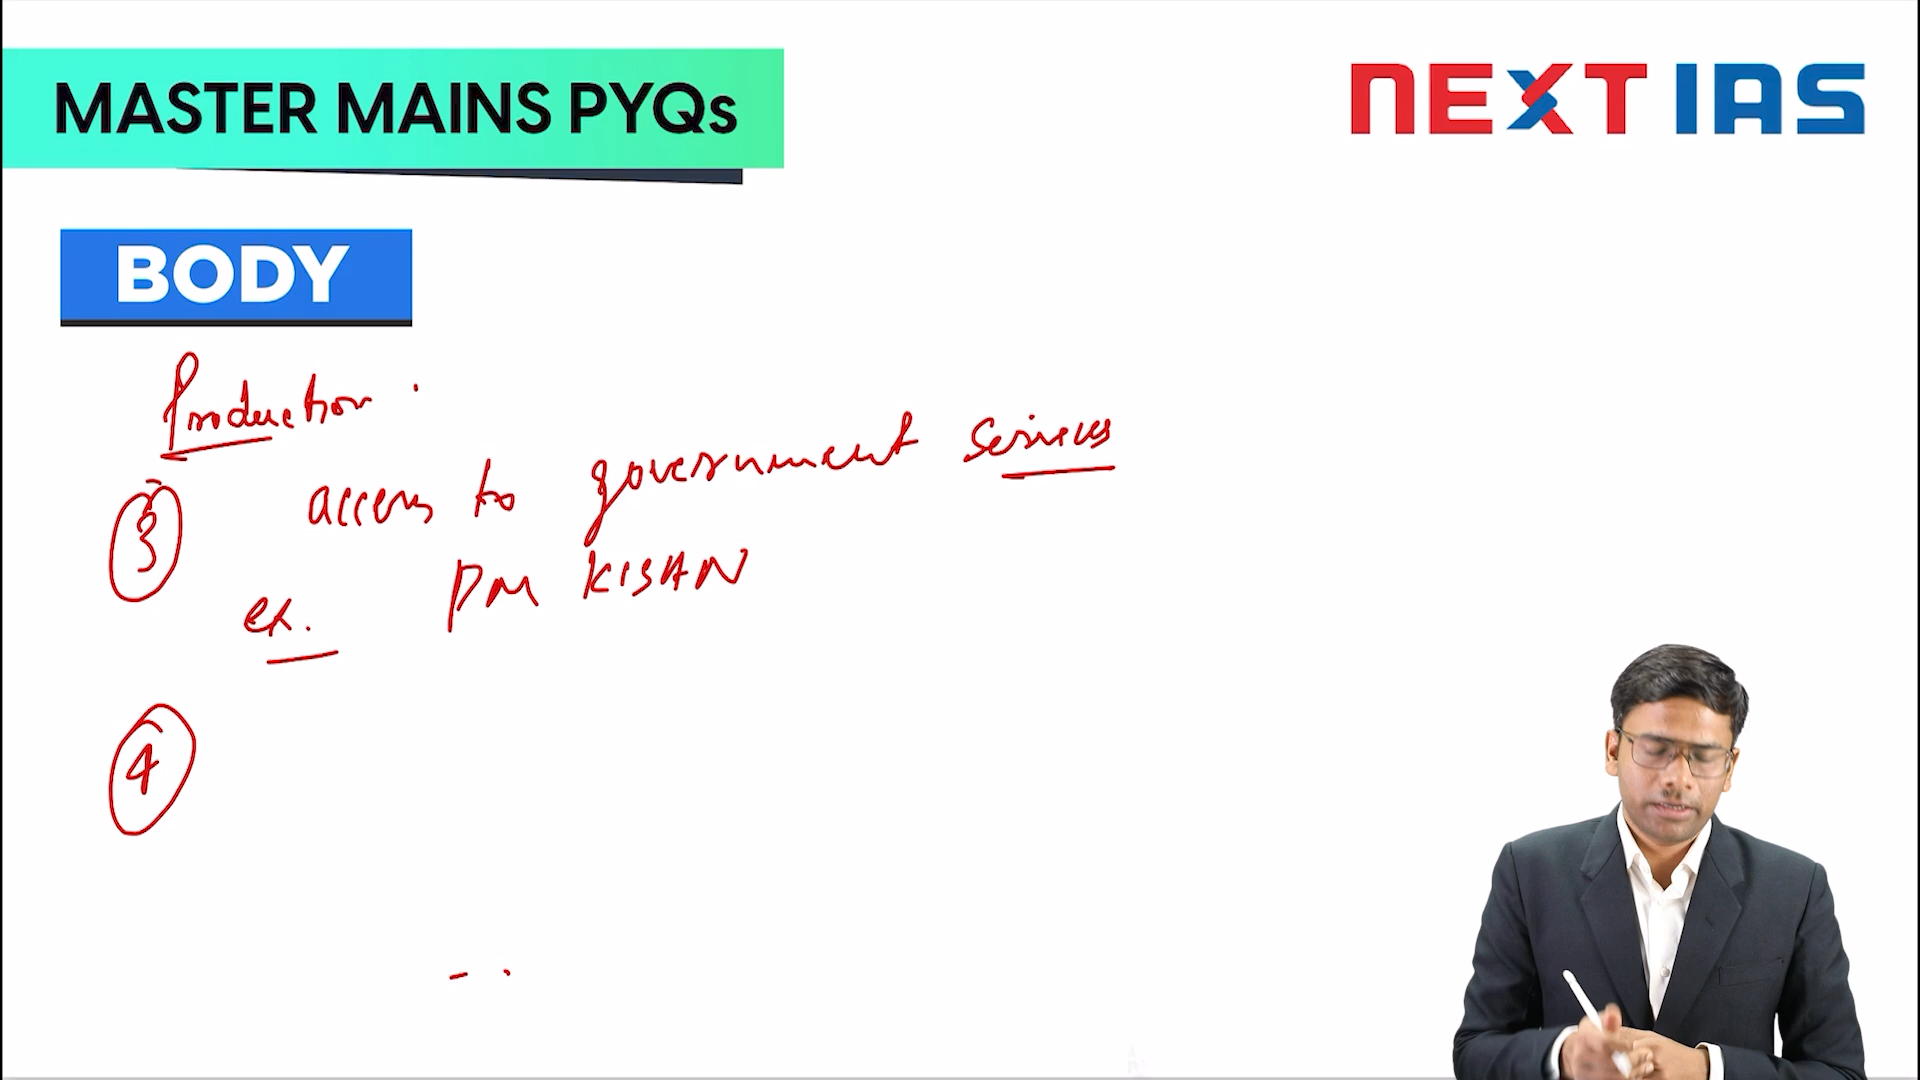 MASTER MAINS PYQs
NEXT IAS
BODY
Production
3 access to government services
ex. PM KISAN
4